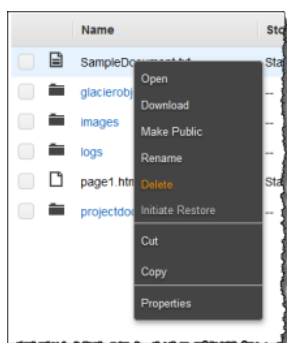 Name Sto
SampleDocument.txt Sta
Open
glacierobj --
Download
images --
Make Public
logs --
Rename
page1.htm Sta
Delete
projectdoc --
Initiate Restore
Cut
Copy
Properties